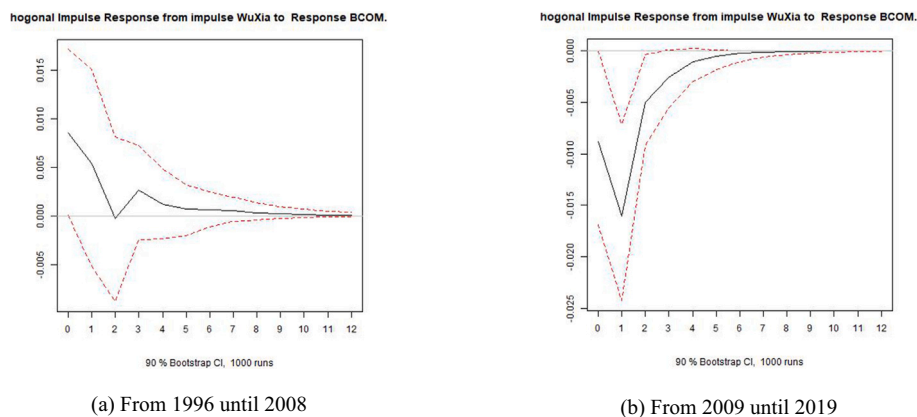 hogonal Impulse Response from impulse WuXia to Response BCOM.
0.015
0.010
0.005
0.000
-0.005
0 1 2 3 4 5 6 7 8 9 10 11 12
90 % Bootstrap CI, 1000 runs
(a) From 1996 until 2008
hogonal Impulse Response from impulse WuXia to Response BCOM.
0.000
-0.005
-0.010
-0.015
-0.020
-0.025
0 1 2 3 4 5 6 7 8 9 10 11 12
90 % Bootstrap CI, 1000 runs
(b) From 2009 until 2019